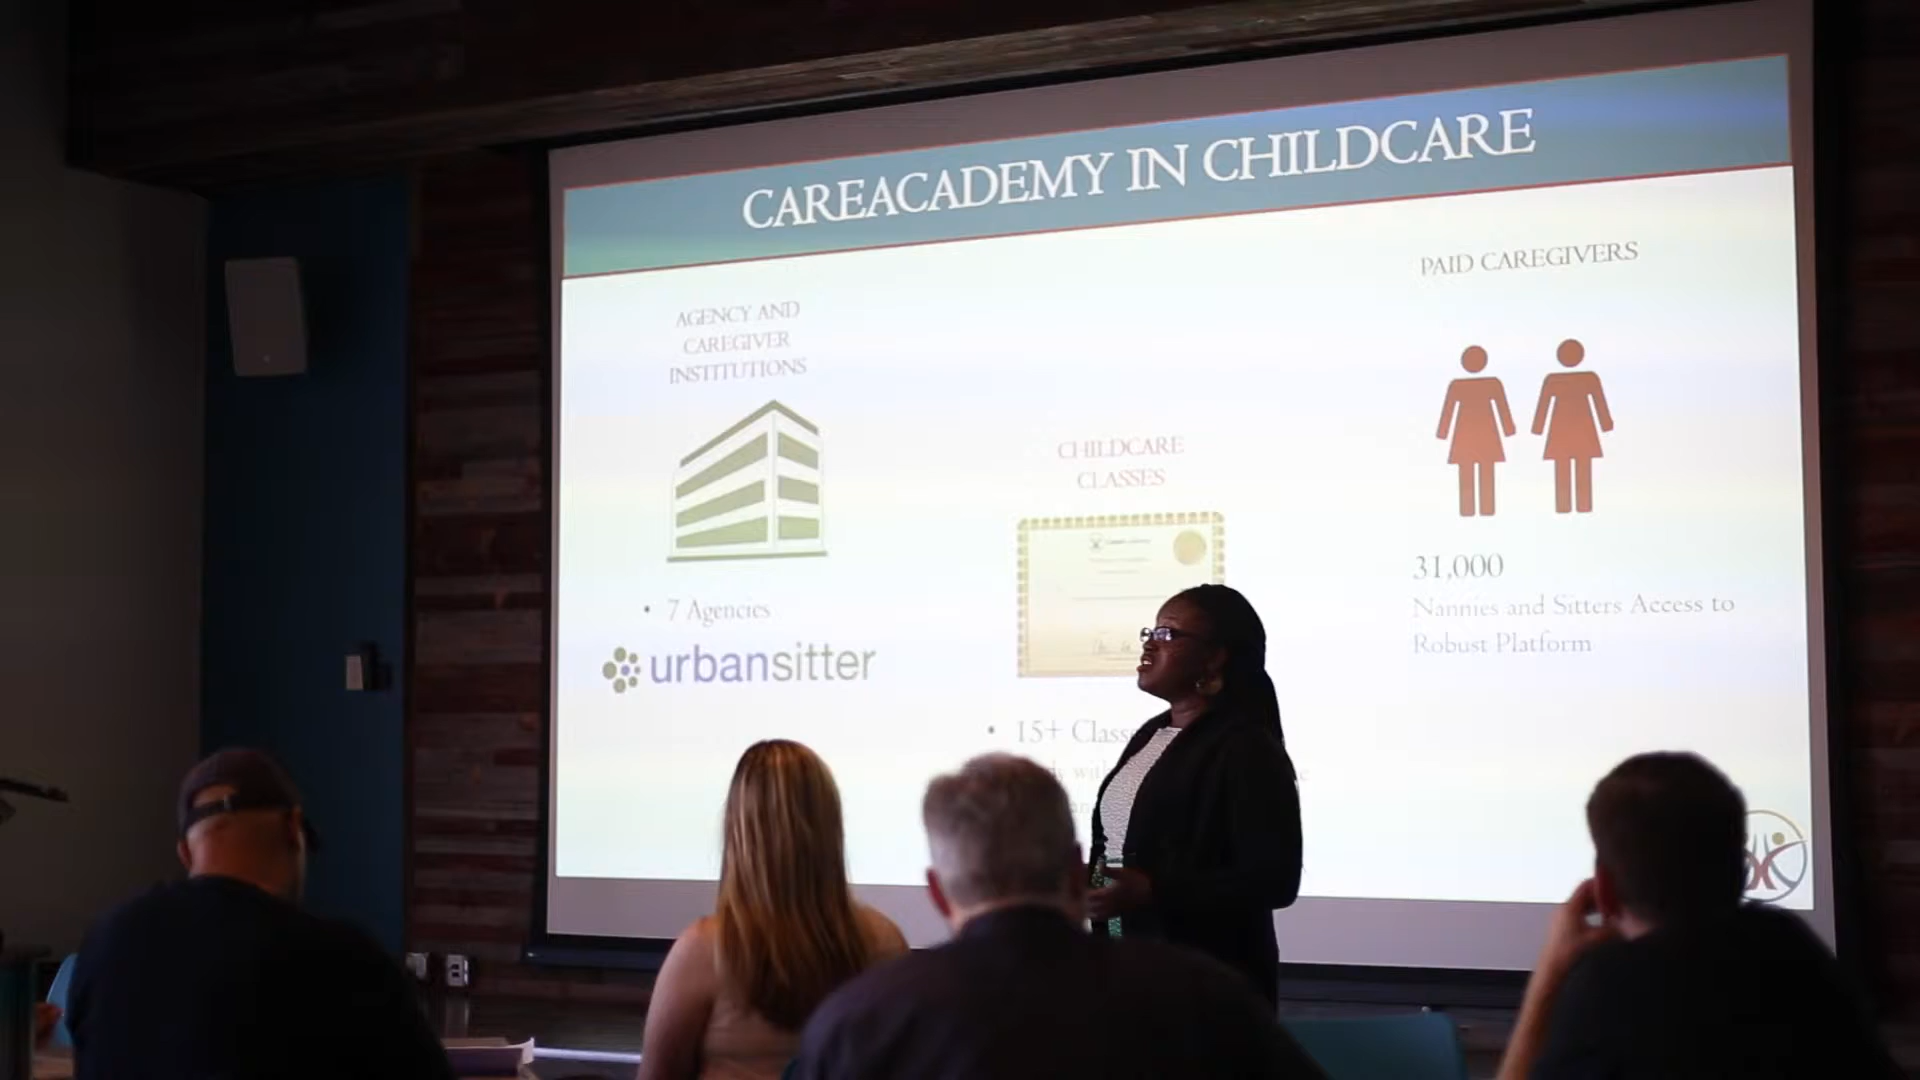 CAREACADEMY IN CHILDCARE
AGENCY AND
CAREGIVER
INSTITUTIONS
• 7 Agencies
urbansitter
CHILDCARE
CLASSES
• 15+
PAID CAREGIVERS
31,000
Nannies and Sitters Access to
Robust Platform